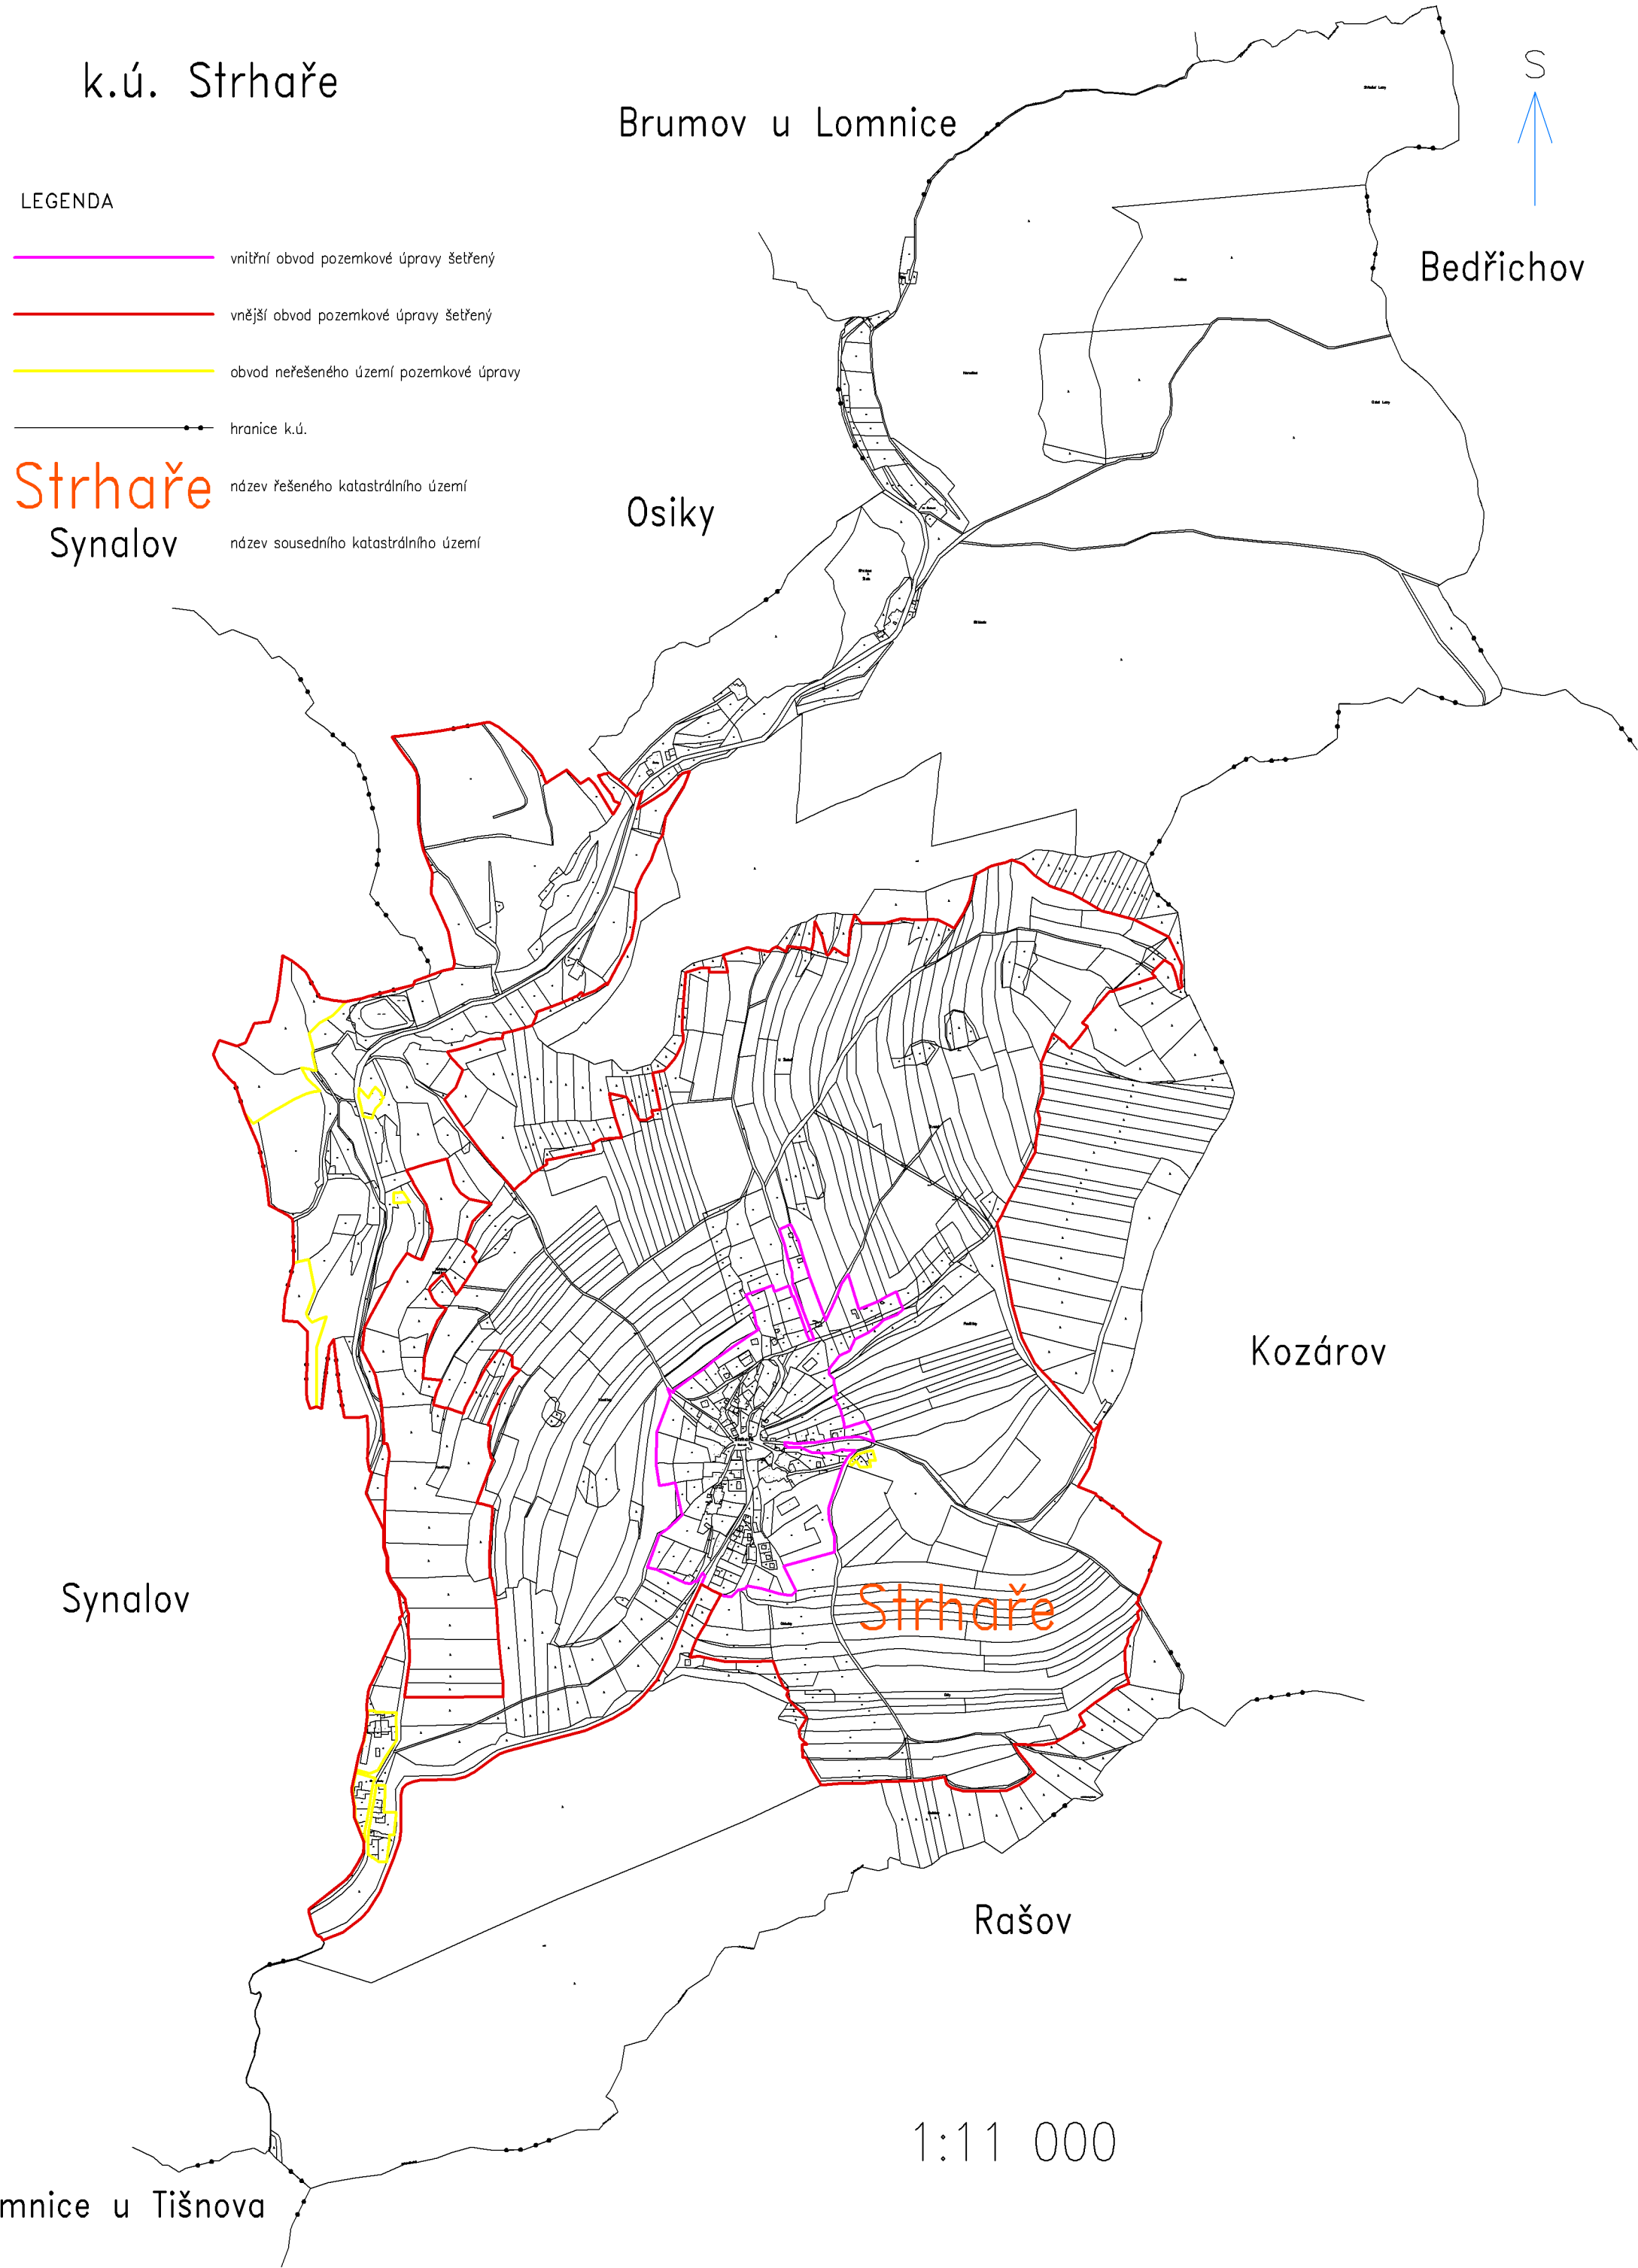 k.ú. Strhaře
Brumov u Lomnice
S
LEGENDA
vnitřní obvod pozemkové úpravy šetřený
Bedřichov
vnější obvod pozemkové úpravy šetřený
obvod neřešeného území pozemkové úpravy
hranice k.ú.
Strhaře název řešeného katastrálního území
Osiky
Synalov název sousedního katastrálního území
Kozárov
Synalov
Strhaře
Rašov
1:11 000
mnice u Tišnova